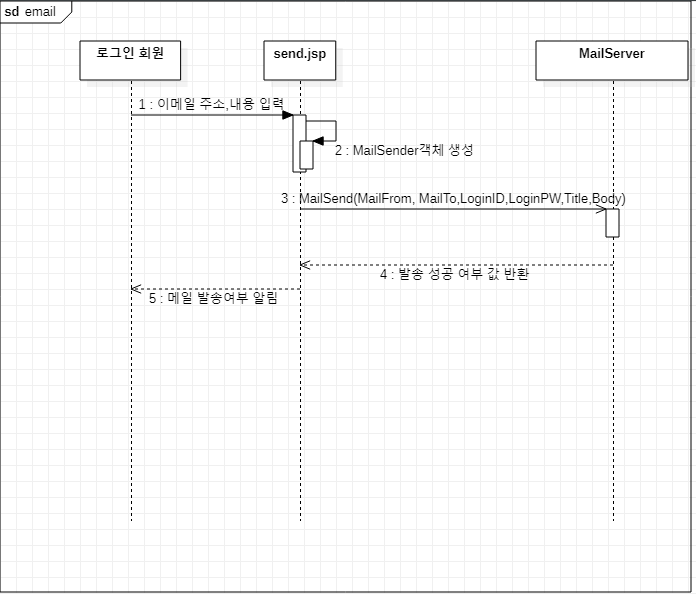 sd email
로그인 회원
send.jsp
MailServer
1 : 이메일 주소,내용 입력
2 : MailSender객체 생성
3 : MailSend(MailFrom, MailTo,LoginID,LoginPW,Title,Body)
4 : 발송 성공 여부 값 반환
5 : 메일 발송여부 알림